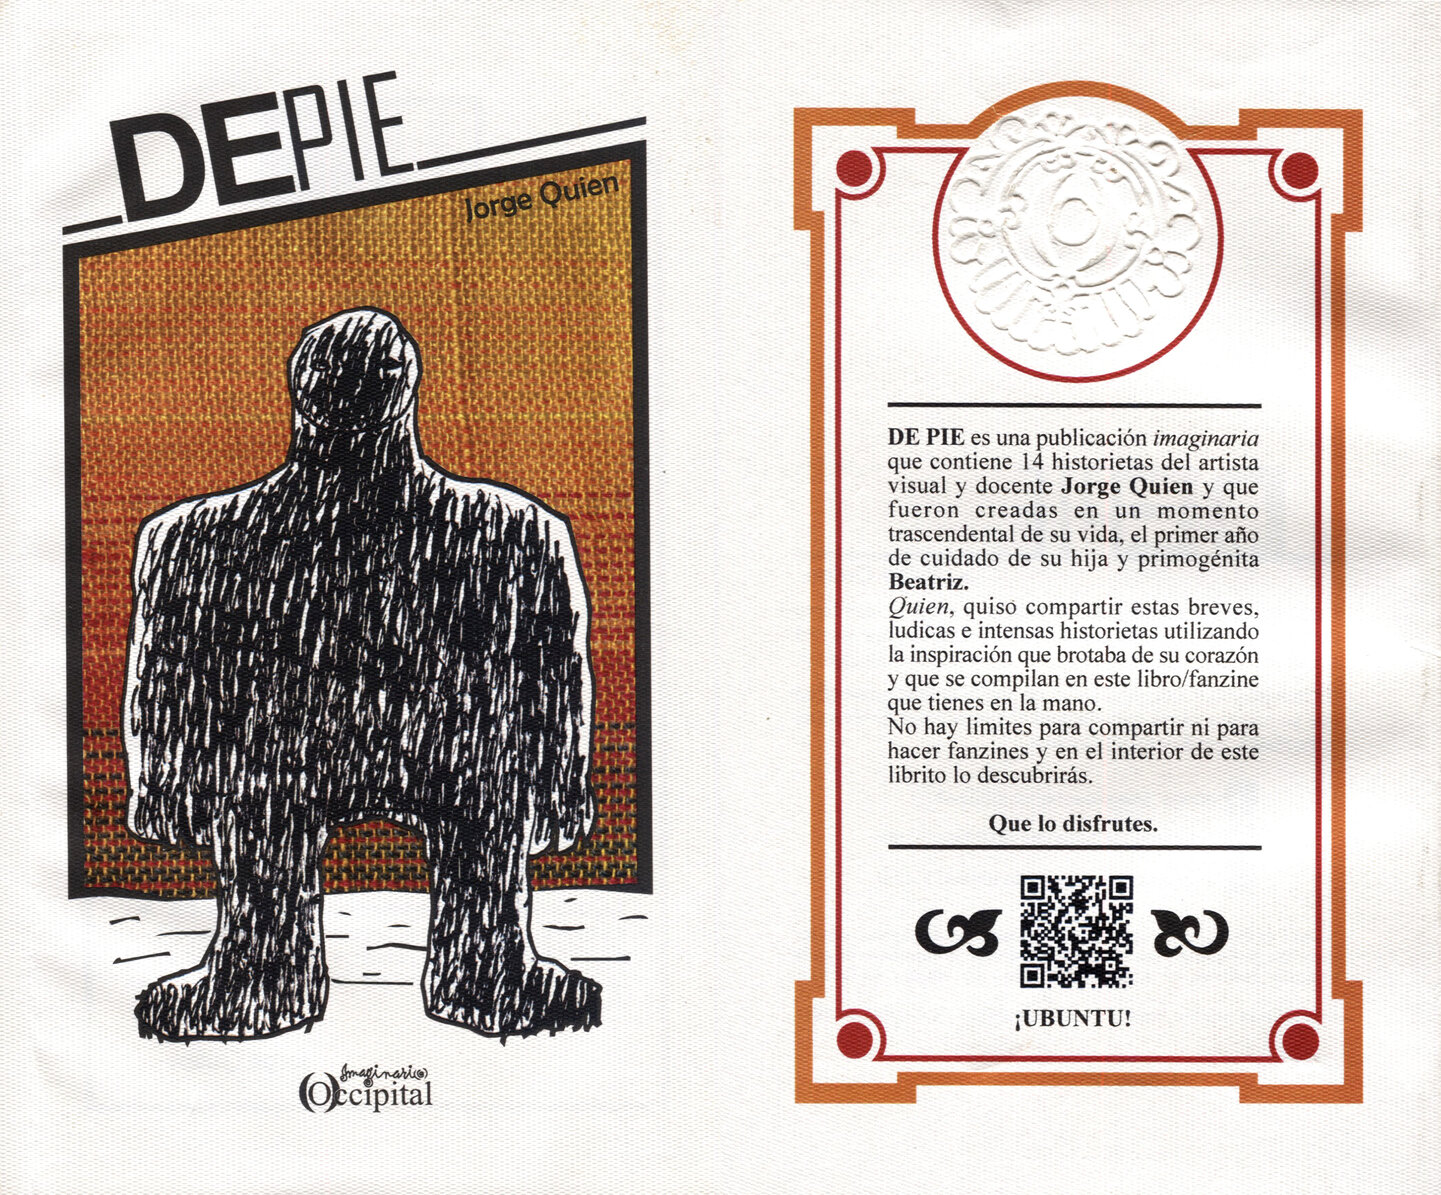 DEPIE
Jorge Quien
Imaginari@
Occipital
DE PIE es una publicación imaginaria
que contiene 14 historietas del artista
visual y docente Jorge Quien y que
fueron creadas en un momento
trascendental de su vida, el primer año
de cuidado de su hija y primogénita
Beatriz.
Quien, quiso compartir estas breves,
ludicas e intensas historietas utilizando
la inspiración que brotaba de su corazón
y que se compilan en este libro/fanzine
que tienes en la mano.
No hay limites para compartir ni para
hacer fanzines y en el interior de este
librito lo descubrirás.
Que lo disfrutes.
¡UBUNTU!